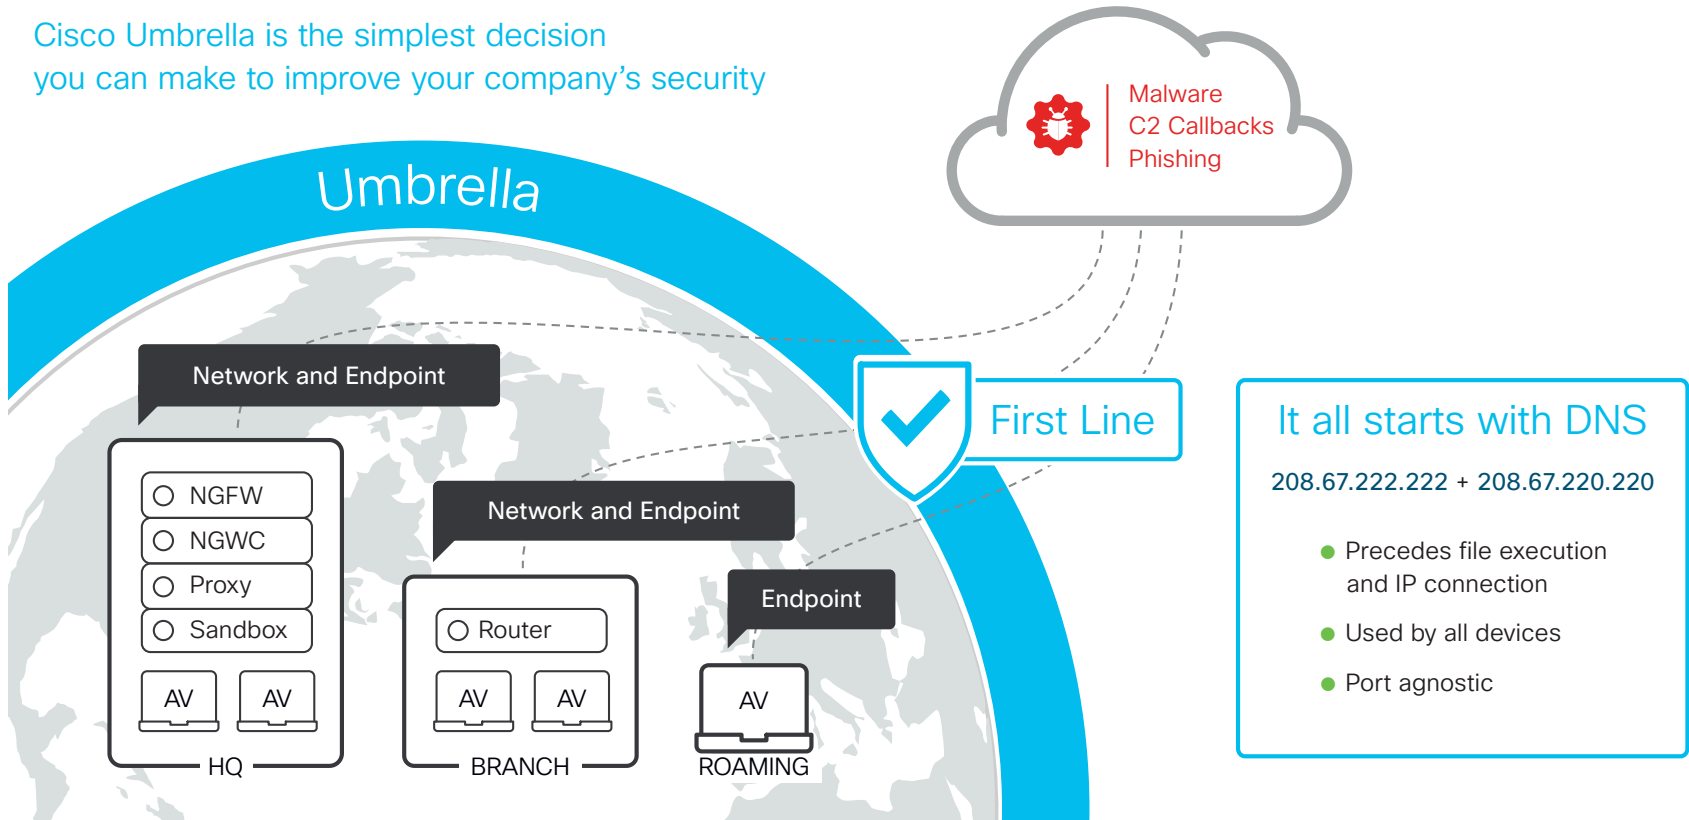 Cisco Umbrella is the simplest decision
you can make to improve your company's security
Malware
C2 Callbacks
Phishing
Umbrella
Network and Endpoint
First Line
NGFW
NGWC
Proxy
Sandbox
AV
AV
HQ
Network and Endpoint
Router
AV
AV
BRANCH
Endpoint
AV
ROAMING
It all starts with DNS
208.67.222.222 + 208.67.220.220
Precedes file execution
and IP connection
Used by all devices
Port agnostic